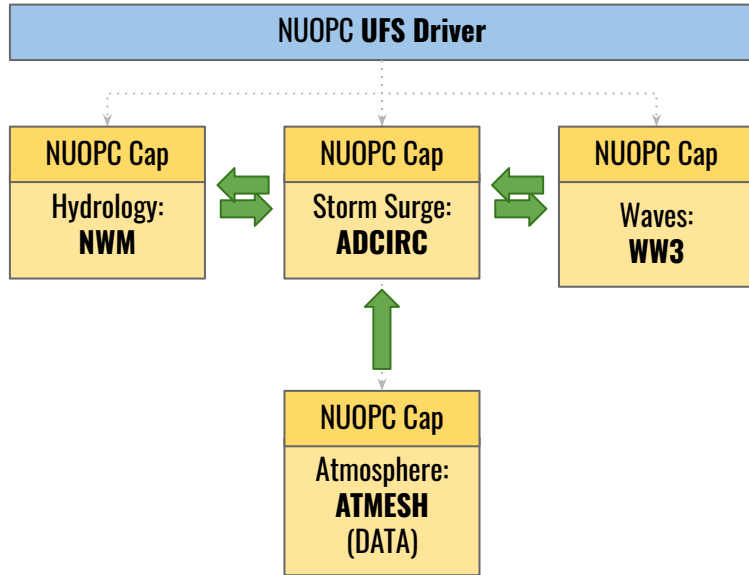 NUOPC UFS Driver
NUOPC Cap
Hydrology:
NWM
NUOPC Cap
Storm Surge:
ADCIRC
NUOPC Cap
Waves:
WW3
NUOPC Cap
Atmosphere:
ATMESH
(DATA)